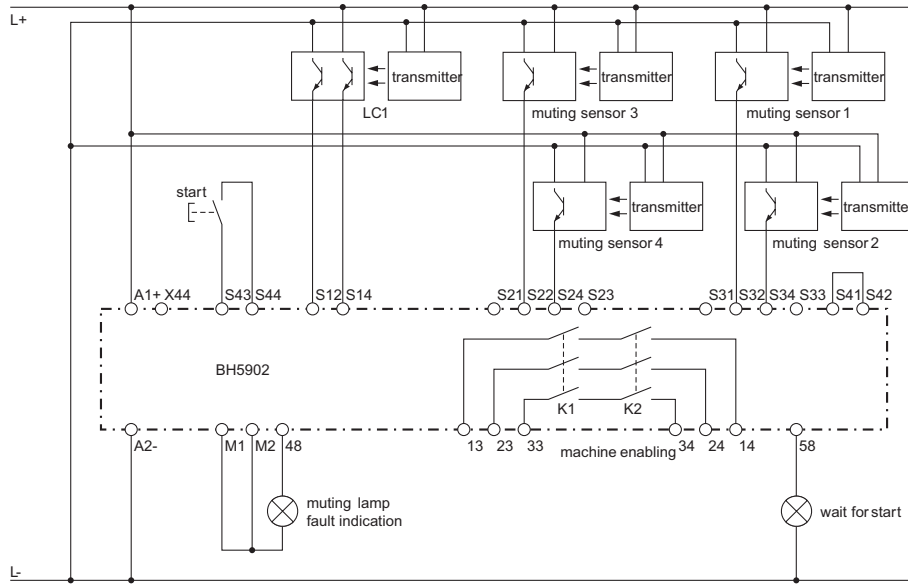 L+
transmitter
transmitter
transmitter
LC1
muting sensor 3
muting sensor 1
start
transmitter
transmitter
muting sensor 4
muting sensor 2
A1+ X44 S43 S44 S12 S14 S21 S22 S24 S23 S31 S32 S34 S33 S41 S42
BH5902
K1 K2
A2- M1 M2 48 13 23 33 machine enabling 34 24 14 58
muting lamp
fault indication
wait for start
L-